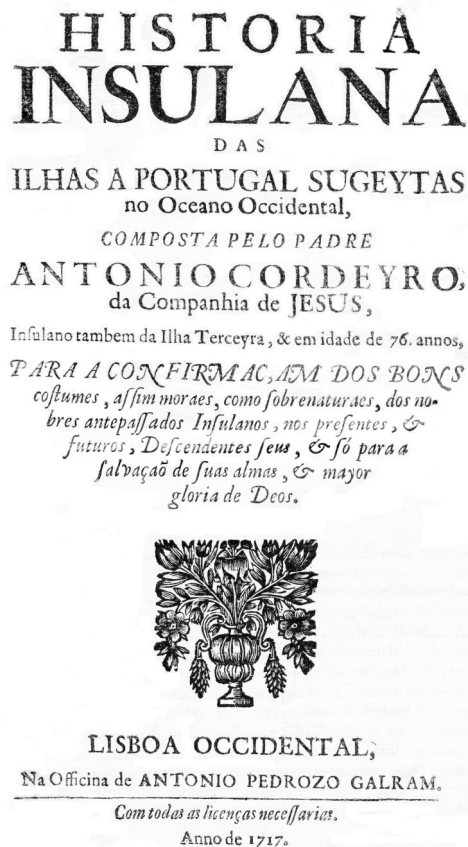 HISTORIA
INSULANA
DAS
ILHAS A PORTUGAL SUGEYTAS
no Oceano Occidental,
COMPOSTA PELO PADRE
ANTONIO CORDEYRO,
da Companhia de JESUS,
Inſulano tambem da Ilha Terceyra, & em idade de 76. annos,
PARA A CONFIRMAC,AM DOS BONS
coſtumes, aſſim moraes, como ſobrenaturaes, dos no-
bres antepaſſados Inſulanos, nos preſentes, &
futuros, Deſcendentes ſeus, & ſó para a
ſalvaçaõ de ſuas almas, & mayor
gloria de Deos.
LISBOA OCCIDENTAL,
Na Officina de ANTONIO PEDROZO GALRAM.
Com todas as licenças neceſſarias.
Anno de 1717.